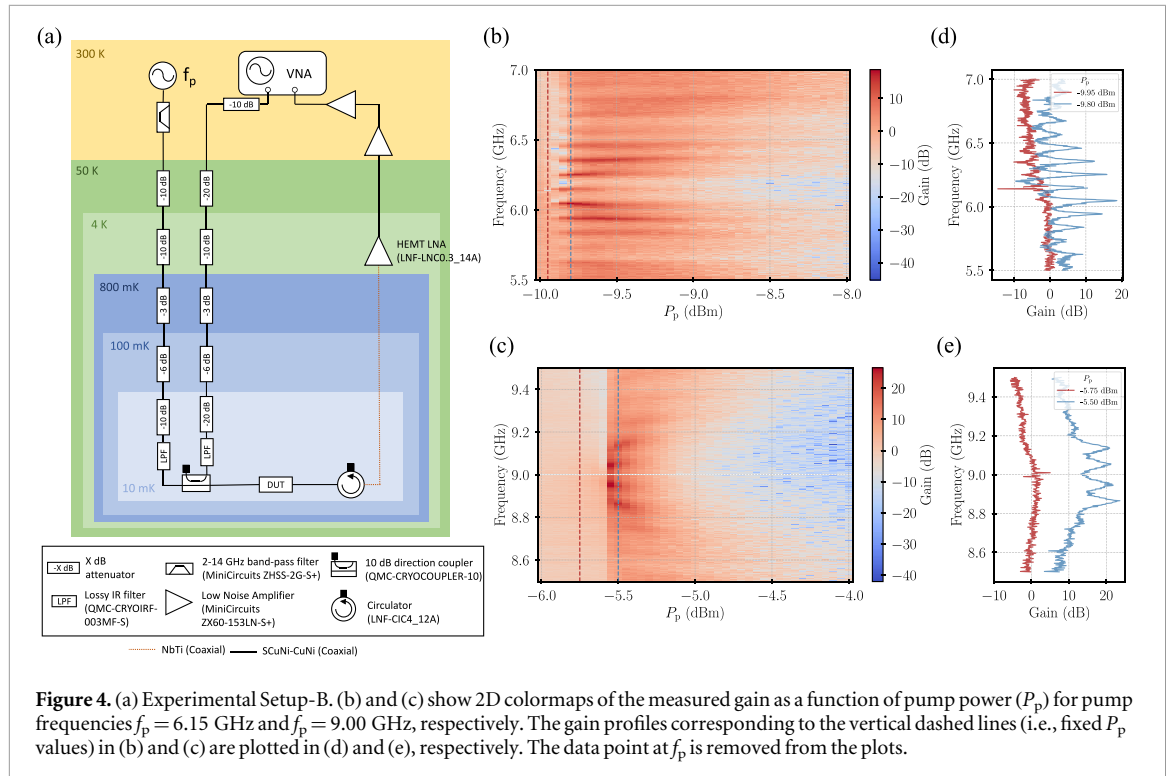 (a)
300 K
f_p
VNA
-10 dB
50 K
-10 dB
-20 dB
4 K
-10 dB
-10 dB
HEMT LNA
(LNF-LNC0.3_14A)
800 mK
-3 dB
-3 dB
100 mK
-6 dB
-6 dB
-10 dB
-20 dB
LPF
LPF
10 mK
DUT
-X dB
X dB
attenuator
2-14 GHz band-pass filter
(MiniCircuits ZHSS-2G-S+)
10 dB direction coupler
(QMC-CRYOCOUPLER-10)
LPF
Lossy IR filter
(QMC-CRYOIRF-
003MF-S)
Low Noise Amplifier
(MiniCircuits
ZX60-153LN-S+)
Circulator
(LNF-CIC4_12A)
NbTi (Coaxial)
SCuNi-CuNi (Coaxial)
(b)
7.0
6.5
6.0
5.5
Frequency (GHz)
−10.0 −9.5 −9.0 −8.5 −8.0
P_p (dBm)
10
0
−10
−20
−30
−40
Gain (dB)
(d)
P_p
-9.95 dBm
-9.80 dBm
7.0
6.5
6.0
5.5
Frequency (GHz)
−10 0 10 20
Gain (dB)
(c)
9.4
9.2
9.0
8.8
8.6
Frequency (GHz)
−6.0 −5.5 −5.0 −4.5 −4.0
P_p (dBm)
20
10
0
−10
−20
−30
−40
Gain (dB)
(e)
P_p
-5.75 dBm
-5.50 dBm
9.4
9.2
9.0
8.8
8.6
Frequency (GHz)
−10 0 10 20
Gain (dB)
Figure 4. (a) Experimental Setup-B. (b) and (c) show 2D colormaps of the measured gain as a function of pump power (P_p) for pump
frequencies f_p = 6.15 GHz and f_p = 9.00 GHz, respectively. The gain profiles corresponding to the vertical dashed lines (i.e., fixed P_p
values) in (b) and (c) are plotted in (d) and (e), respectively. The data point at f_p is removed from the plots.